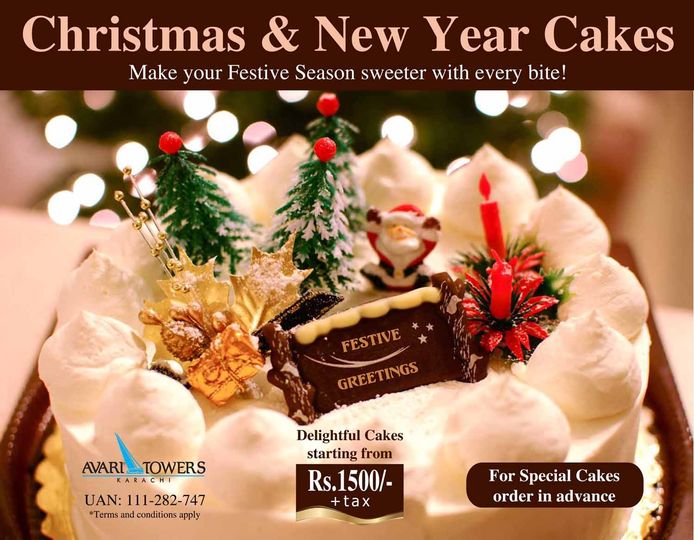 Christmas & New Year Cakes
Make your Festive Season sweeter with every bite!
FESTIVE
GREETINGS
Delightful Cakes
starting from
Rs.1500/-
+tax
AVARI TOWERS
KARACHI
UAN: 111-282-747
*Terms and conditions apply
For Special Cakes
order in advance